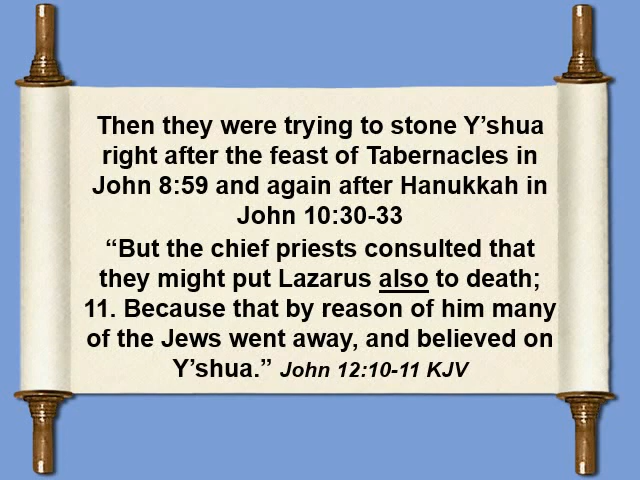 Then they were trying to stone Y’shua
right after the feast of Tabernacles in
John 8:59 and again after Hanukkah in
John 10:30-33
“But the chief priests consulted that
they might put Lazarus also to death;
11. Because that by reason of him many
of the Jews went away, and believed on
Y’shua.” John 12:10-11 KJV